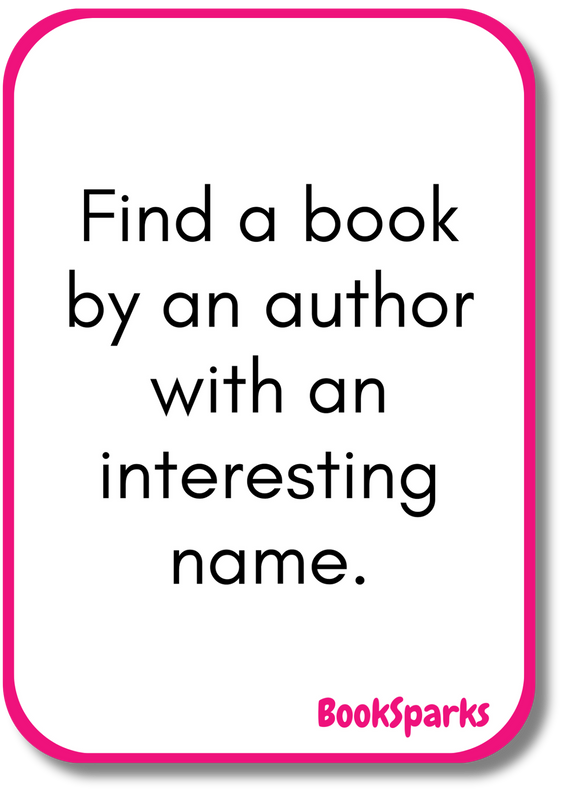 Find a book
by an author
with an
interesting
name.
BookSparks